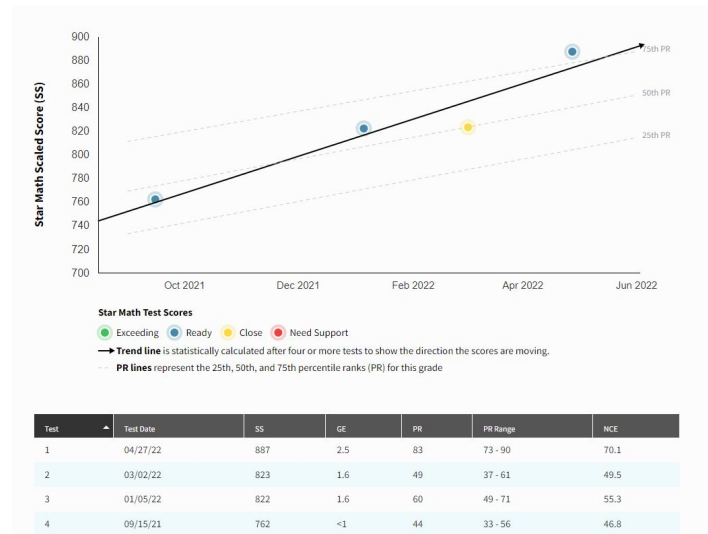 Star Math Scaled Score (SS)
900
880
860
840
820
800
780
760
740
720
700
75th PR
50th PR
25th PR
Oct 2021 Dec 2021 Feb 2022 Apr 2022 Jun 2022
Star Math Test Scores
Exceeding Ready Close Need Support
Trend line is statistically calculated after four or more tests to show the direction the scores are moving.
PR lines represent the 25th, 50th, and 75th percentile ranks (PR) for this grade
Test Test Date SS GE PR PR Range NCE
1 04/27/22 887 2.5 83 73 - 90 70.1
2 03/02/22 823 1.6 49 37 - 61 49.5
3 01/05/22 822 1.6 60 49 - 71 55.3
4 09/15/21 762 <1 44 33 - 56 46.8